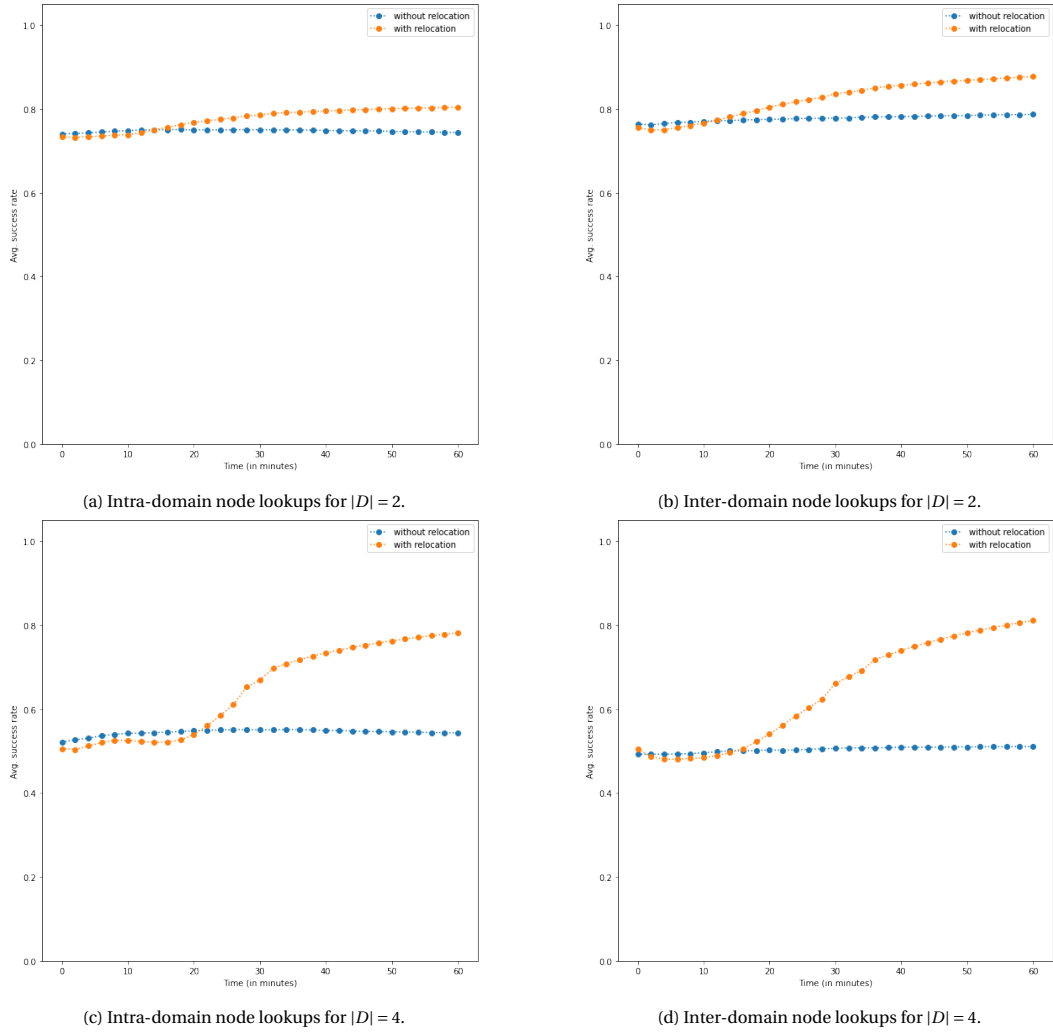 1.0
0.8
0.6
0.4
0.2
0.0
Avg. success rate
without relocation
with relocation
0 10 20 30 40 50 60
Time (in minutes)
(a) Intra-domain node lookups for |D| = 2.
1.0
0.8
0.6
0.4
0.2
0.0
Avg. success rate
without relocation
with relocation
0 10 20 30 40 50 60
Time (in minutes)
(b) Inter-domain node lookups for |D| = 2.
1.0
0.8
0.6
0.4
0.2
0.0
Avg. success rate
without relocation
with relocation
0 10 20 30 40 50 60
Time (in minutes)
(c) Intra-domain node lookups for |D| = 4.
1.0
0.8
0.6
0.4
0.2
0.0
Avg. success rate
without relocation
with relocation
0 10 20 30 40 50 60
Time (in minutes)
(d) Inter-domain node lookups for |D| = 4.